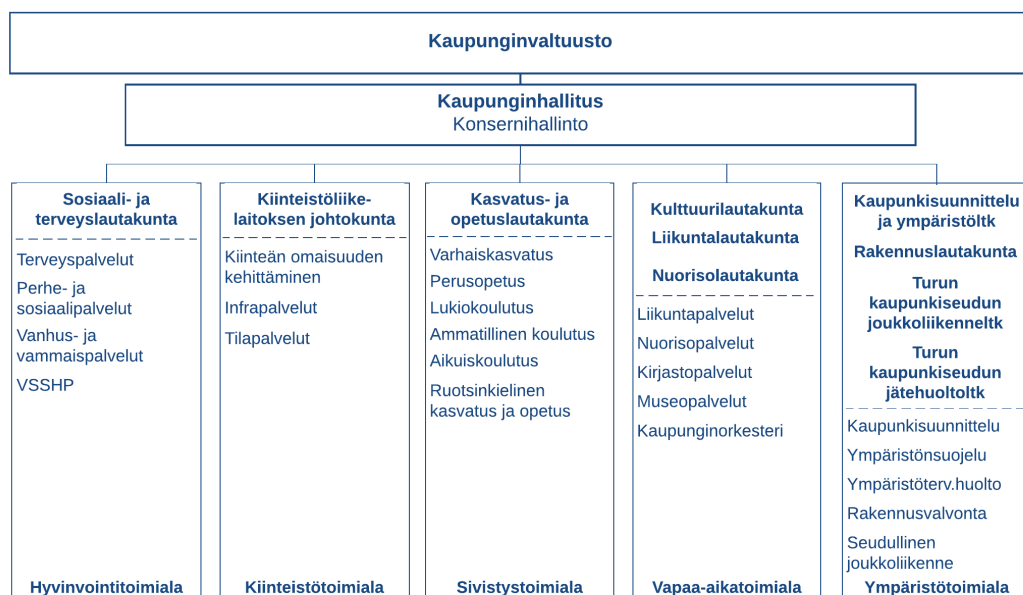 Kaupunginvaltuusto
Kaupunginhallitus
Konsernihallinto
Sosiaali- ja
terveyslautakunta
Terveyspalvelut
Perhe- ja
sosiaalipalvelut
Vanhus- ja
vammaispalvelut
VSSHP
Hyvinvointitoimiala
Kiinteistöliike-
laitoksen johtokunta
Kiinteän omaisuuden
kehittäminen
Infrapalvelut
Tilapalvelut
Kiinteistötoimiala
Kasvatus- ja
opetuslautakunta
Varhaiskasvatus
Perusopetus
Lukiokoulutus
Ammatillinen koulutus
Aikuiskoulutus
Ruotsinkielinen
kasvatus ja opetus
Sivistystoimiala
Kulttuurilautakunta
Liikuntalautakunta
Nuorisolautakunta
Liikuntapalvelut
Nuorisopalvelut
Kirjastopalvelut
Museopalvelut
Kaupunginorkesteri
Vapaa-aikatoimiala
Kaupunkisuunnittelu
ja ympäristöltk
Rakennuslautakunta
Turun
kaupunkiseudun
joukkoliikenneltk
Turun
kaupunkiseudun
jätehuoltoltk
Kaupunkisuunnittelu
Ympäristönsuojelu
Ympäristöterv.huolto
Rakennusvalvonta
Seudullinen
joukkoliikenne
Ympäristötoimiala